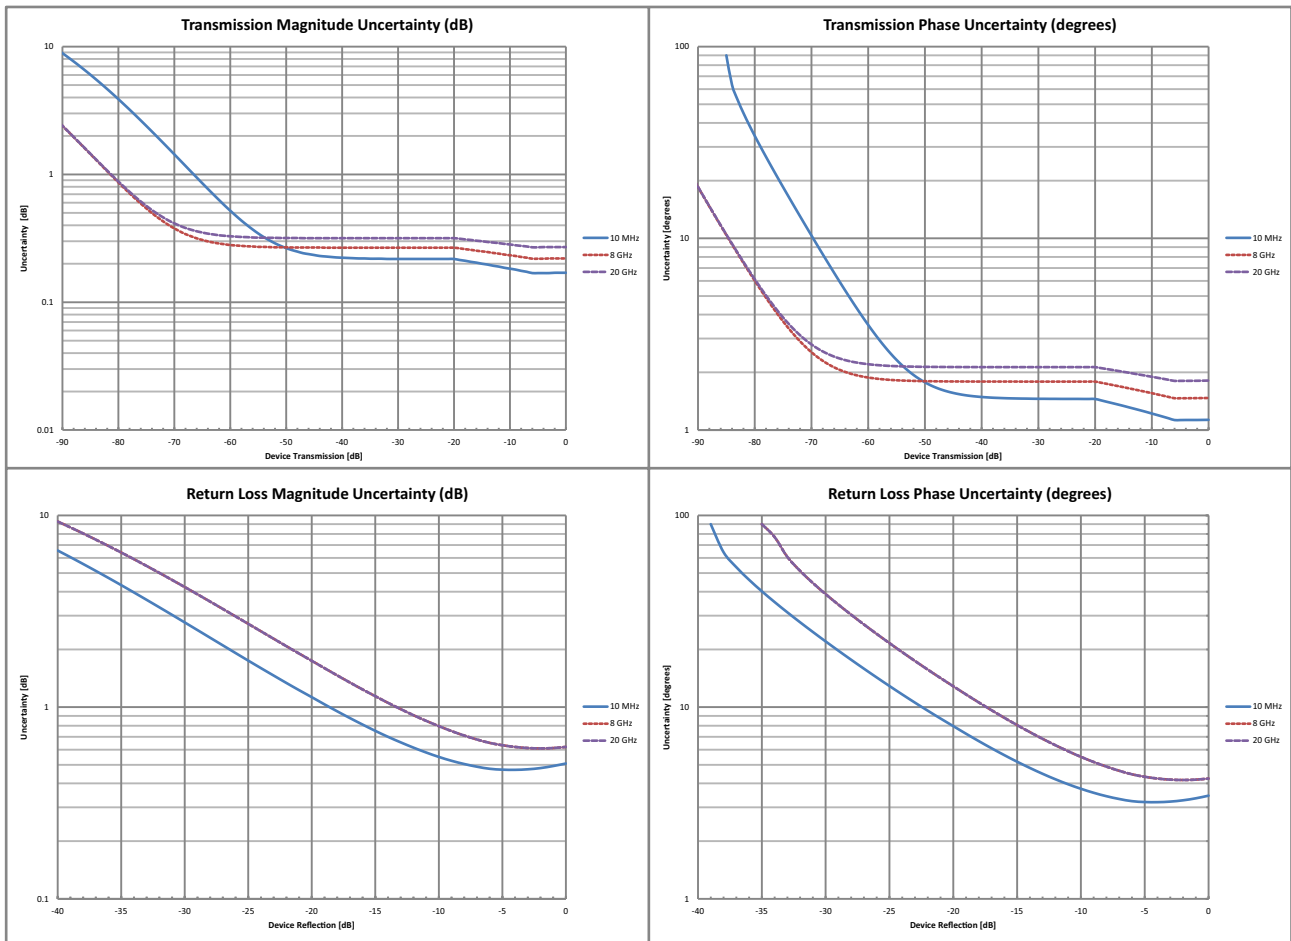 Transmission Magnitude Uncertainty (dB)
10
1
0.1
0.01
Uncertainty [dB]
-90 -80 -70 -60 -50 -40 -30 -20 -10 0
Device Transmission [dB]
10 MHz
8 GHz
20 GHz
Transmission Phase Uncertainty (degrees)
100
10
1
Uncertainty [degrees]
-90 -80 -70 -60 -50 -40 -30 -20 -10 0
Device Transmission [dB]
10 MHz
8 GHz
20 GHz
Return Loss Magnitude Uncertainty (dB)
10
1
0.1
Uncertainty [dB]
-40 -35 -30 -25 -20 -15 -10 -5 0
Device Reflection [dB]
10 MHz
8 GHz
20 GHz
Return Loss Phase Uncertainty (degrees)
100
10
1
Uncertainty [degrees]
-40 -35 -30 -25 -20 -15 -10 -5 0
Device Reflection [dB]
10 MHz
8 GHz
20 GHz